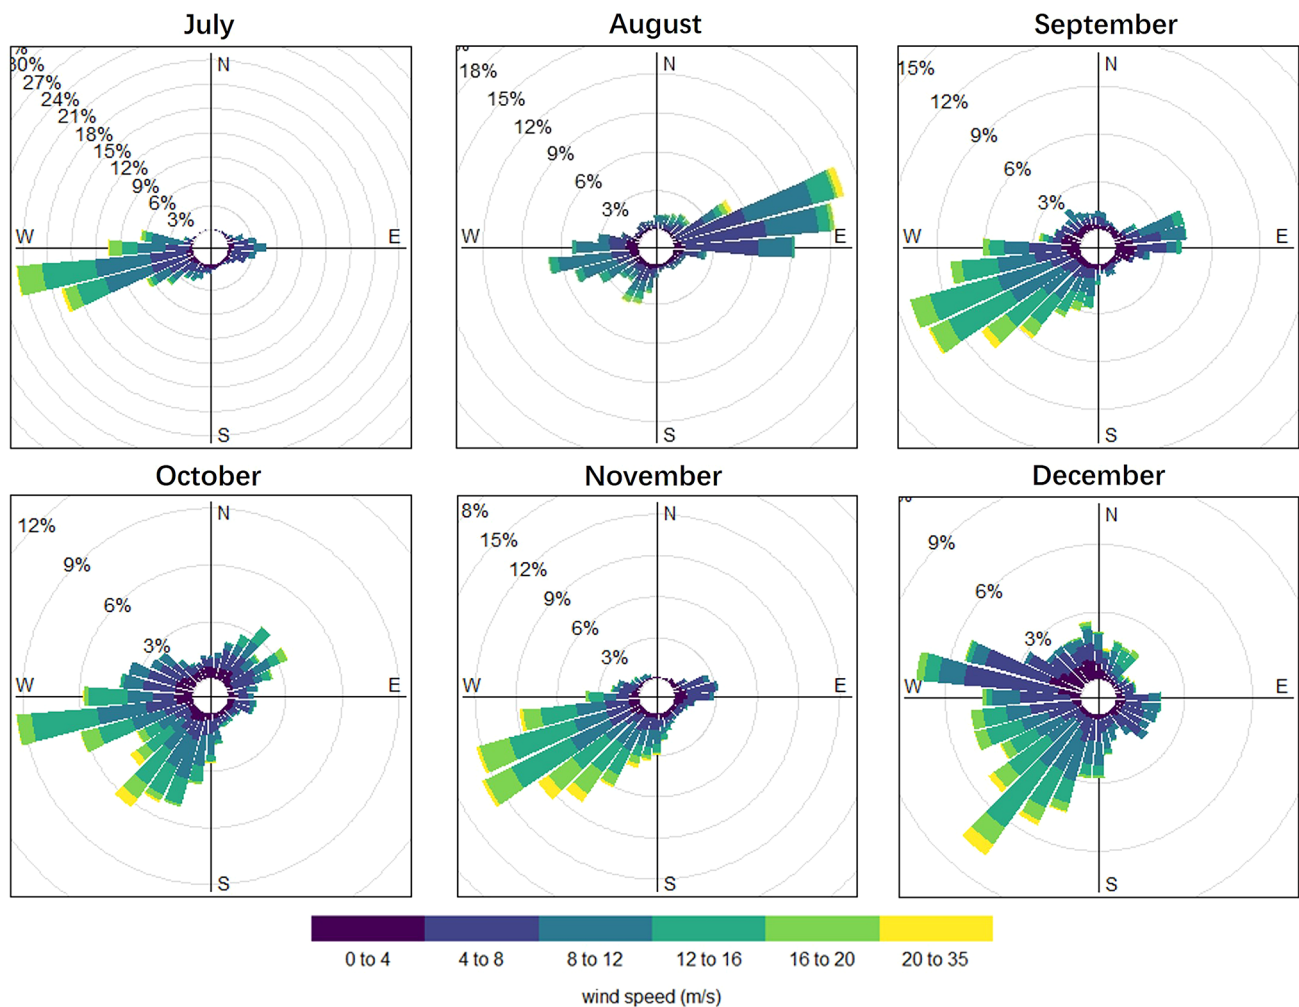 July
August
September
%
30%
27%
24%
21%
18%
15%
12%
9%
6%
3%
N
W
E
S
%
18%
15%
12%
9%
6%
3%
N
W
E
S
15%
12%
9%
6%
3%
N
W
E
S
October
November
December
12%
9%
6%
3%
N
W
E
S
8%
15%
12%
9%
6%
3%
N
W
E
S
%
9%
6%
3%
N
W
E
S
0 to 4
4 to 8
8 to 12
12 to 16
16 to 20
20 to 35
wind speed (m/s)